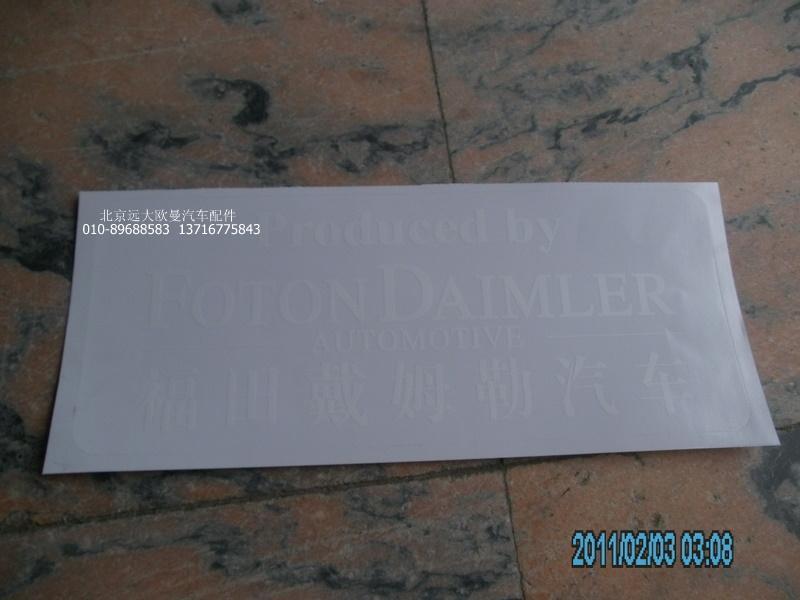 北京远大欧曼汽车配件
010-89688583 13716775843
Produced by
FOTON DAIMLER
AUTOMOTIVE
福田戴姆勒汽车
2011/02/03 03:08